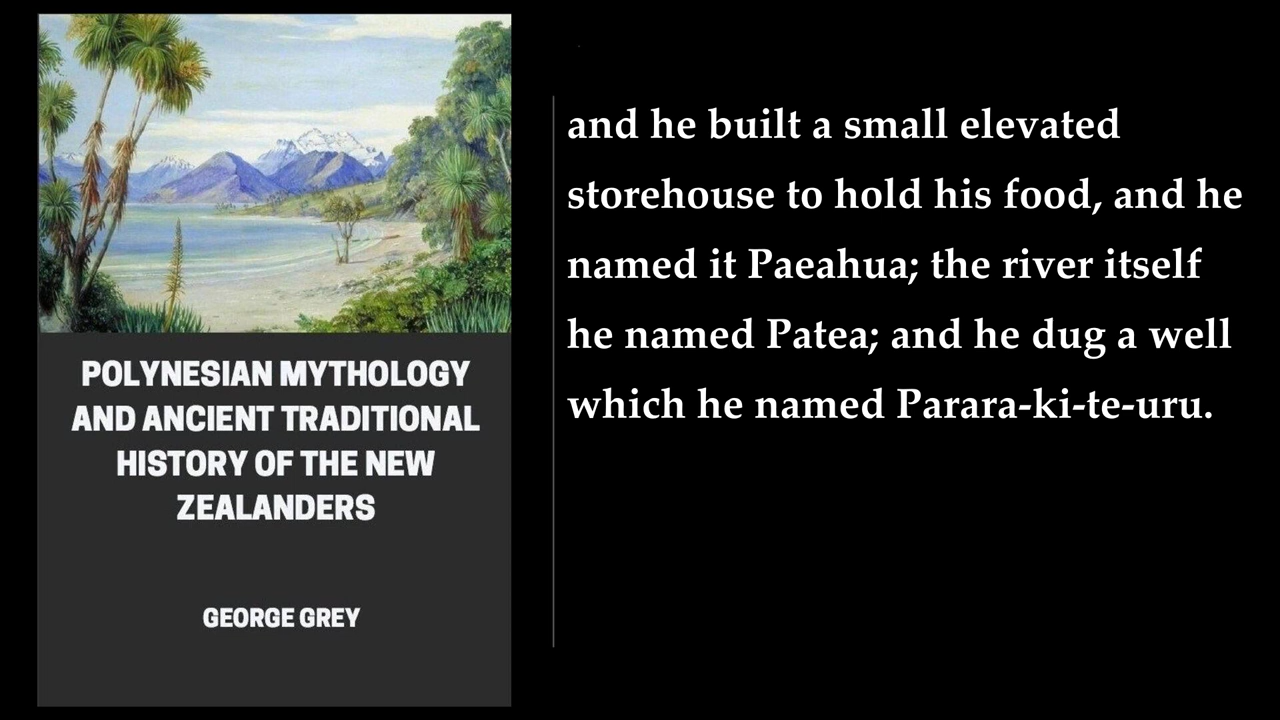 POLYNESIAN MYTHOLOGY
AND ANCIENT TRADITIONAL
HISTORY OF THE NEW
ZEALANDERS
GEORGE GREY
and he built a small elevated
storehouse to hold his food, and he
named it Paeahua; the river itself
he named Patea; and he dug a well
which he named Parara-ki-te-uru.